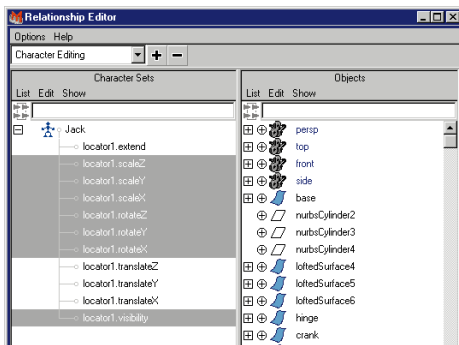 Relationship Editor
Options Help
Character Editing
Character Sets
List Edit Show
Jack
locator1.extend
locator1.scaleZ
locator1.scaleY
locator1.scaleX
locator1.rotateZ
locator1.rotateY
locator1.rotateX
locator1.translateZ
locator1.translateY
locator1.translateX
locator1.visibility
Objects
List Edit Show
persp
top
front
side
base
nurbsCylinder2
nurbsCylinder3
nurbsCylinder4
loftedSurface4
loftedSurface5
loftedSurface6
hinge
crank